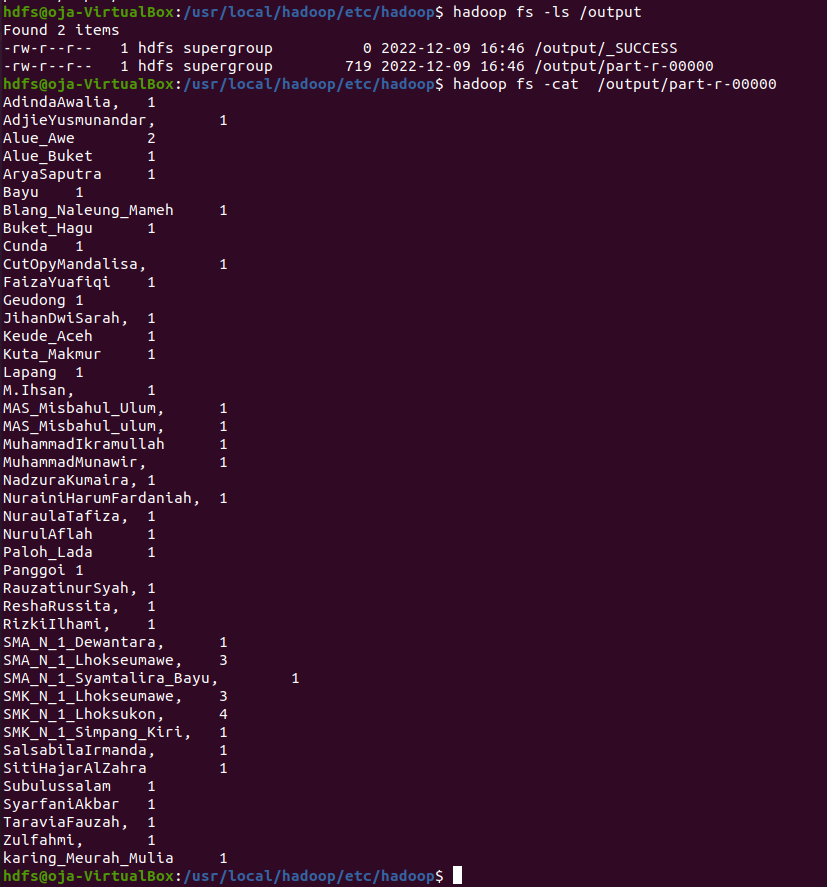 hdfs@oja-VirtualBox:/usr/local/hadoop/etc/hadoop$ hadoop fs -ls /output
Found 2 items
-rw-r--r--   1 hdfs supergroup          0 2022-12-09 16:46 /output/_SUCCESS
-rw-r--r--   1 hdfs supergroup        719 2022-12-09 16:46 /output/part-r-00000
hdfs@oja-VirtualBox:/usr/local/hadoop/etc/hadoop$ hadoop fs -cat  /output/part-r-00000
AdindaAwalia,	1
AdjieYusmunandar,	1
Alue_Awe	2
Alue_Buket	1
AryaSaputra	1
Bayu	1
Blang_Naleung_Mameh	1
Buket_Hagu	1
Cunda	1
CutOpyMandalisa,	1
FaizaYuafiqi	1
Geudong	1
JihanDwiSarah,	1
Keude_Aceh	1
Kuta_Makmur	1
Lapang	1
M.Ihsan,	1
MAS_Misbahul_Ulum,	1
MAS_Misbahul_ulum,	1
MuhammadIkramullah	1
MuhammadMunawir,	1
NadzuraKumaira,	1
NurainiHarumFardaniah,	1
NuraulaTafiza,	1
NurulAflah	1
Paloh_Lada	1
Panggoi	1
RauzatinurSyah,	1
ReshaRussita,	1
RizkiIlhami,	1
SMA_N_1_Dewantara,	1
SMA_N_1_Lhokseumawe,	3
SMA_N_1_Syamtalira_Bayu,	1
SMK_N_1_Lhokseumawe,	3
SMK_N_1_Lhoksukon,	4
SMK_N_1_Simpang_Kiri,	1
SalsabilaIrmanda,	1
SitiHajarAlZahra	1
Subulussalam	1
SyarfaniAkbar	1
TaraviaFauzah,	1
Zulfahmi,	1
karing_Meurah_Mulia	1
hdfs@oja-VirtualBox:/usr/local/hadoop/etc/hadoop$